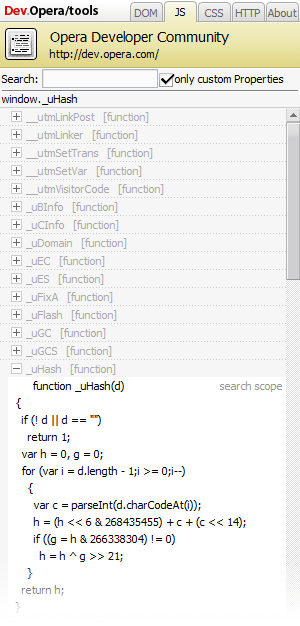 Dev.Opera/tools DOM JS CSS HTTP About
Opera Developer Community
http://dev.opera.com/
Search: only custom Properties
window._uHash
__utmLinkPost [function]
__utmLinker [function]
__utmSetTrans [function]
__utmSetVar [function]
__utmVisitorCode [function]
_uBInfo [function]
_uCInfo [function]
_uDomain [function]
_uEC [function]
_uES [function]
_uFixA [function]
_uFlash [function]
_uGC [function]
_uGCS [function]
_uHash [function]
function _uHash(d) search scope
{
if (! d || d == "")
return 1;
var h = 0, g = 0;
for (var i = d.length - 1;i >= 0;i--)
{
var c = parseInt(d.charCodeAt(i));
h = (h << 6 & 268435455) + c + (c << 14);
if ((g = h & 266338304) != 0)
h = h ^ g >> 21;
}
return h;
}